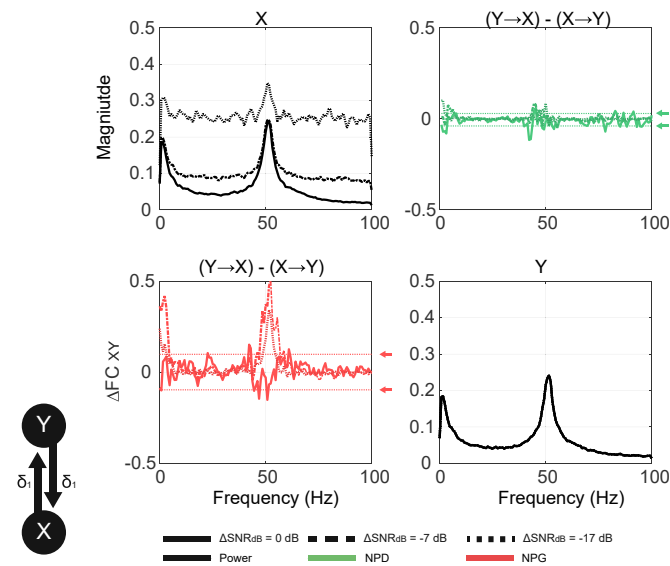 X
0.5
0.4
0.3
0.2
0.1
0
0 50 100
Magniutde
(Y→X) - (X→Y)
0.5
0
-0.5
0 50 100
(Y→X) - (X→Y)
0.5
0
-0.5
0 50 100
ΔFC XY
Frequency (Hz)
Y
0.5
0.4
0.3
0.2
0.1
0
0 50 100
Frequency (Hz)
Y
δ1 δ1
X
ΔSNRdB = 0 dB ΔSNRdB = -7 dB ΔSNRdB = -17 dB
Power NPD NPG